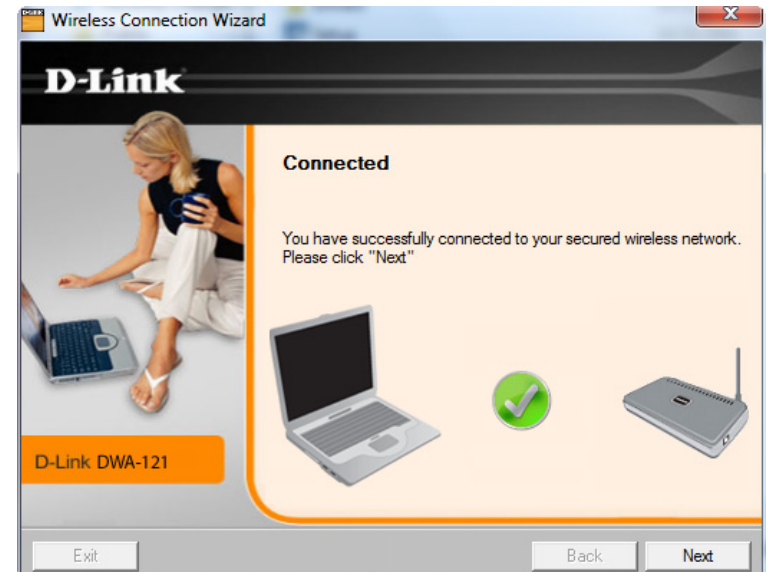 Wireless Connection Wizard
D-Link
Connected
You have successfully connected to your secured wireless network.
Please click "Next"
D-Link DWA-121
Exit
Back
Next